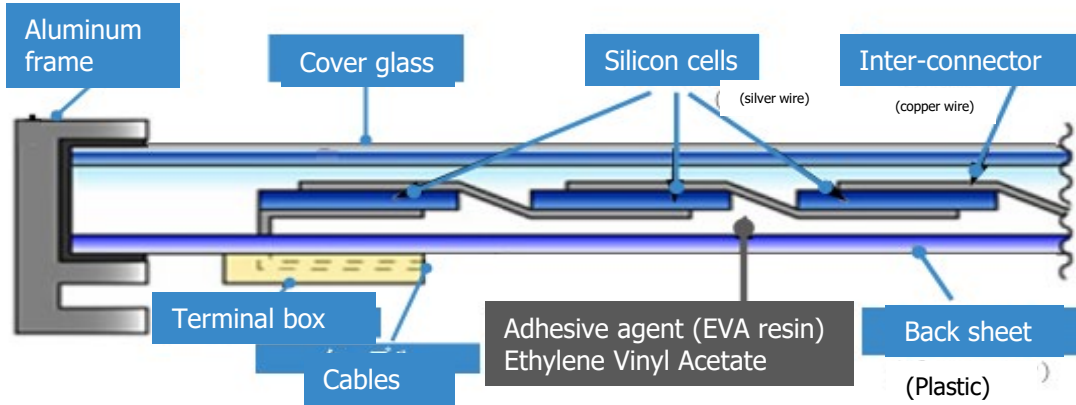 Aluminum
frame
Cover glass
Silicon cells
(silver wire)
Inter-connector
(copper wire)
Terminal box
Cables
Adhesive agent (EVA resin)
Ethylene Vinyl Acetate
Back sheet
(Plastic)